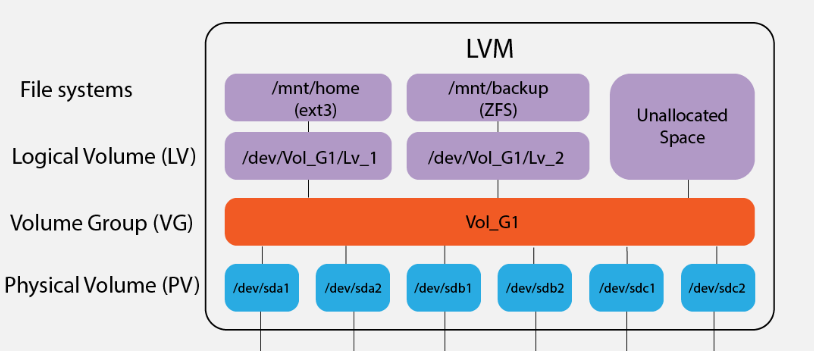 LVM
File systems
/mnt/home
(ext3)
/mnt/backup
(ZFS)
Unallocated
Space
Logical Volume (LV)
/dev/Vol_G1/Lv_1
/dev/Vol_G1/Lv_2
Volume Group (VG)
Vol_G1
Physical Volume (PV)
/dev/sda1
/dev/sda2
/dev/sdb1
/dev/sdb2
/dev/sdc1
/dev/sdc2